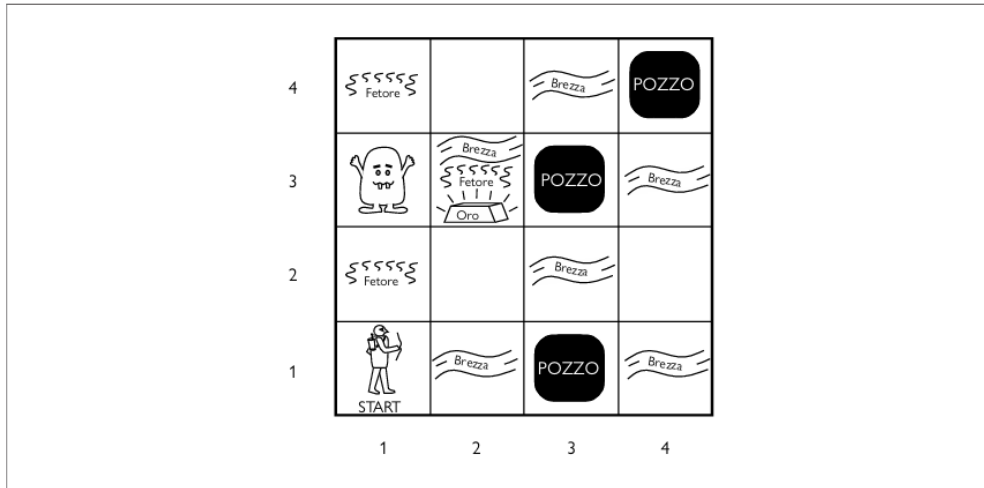 4
Fetore
Brezza
POZZO
3
Brezza
Fetore
Oro
POZZO
Brezza
2
Fetore
Brezza
1
START
Brezza
POZZO
Brezza
1 2 3 4